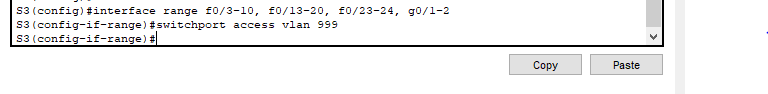 S3(config)#interface range f0/3-10, f0/13-20, f0/23-24, g0/1-2
S3(config-if-range)#switchport access vlan 999
S3(config-if-range)#
Copy Paste